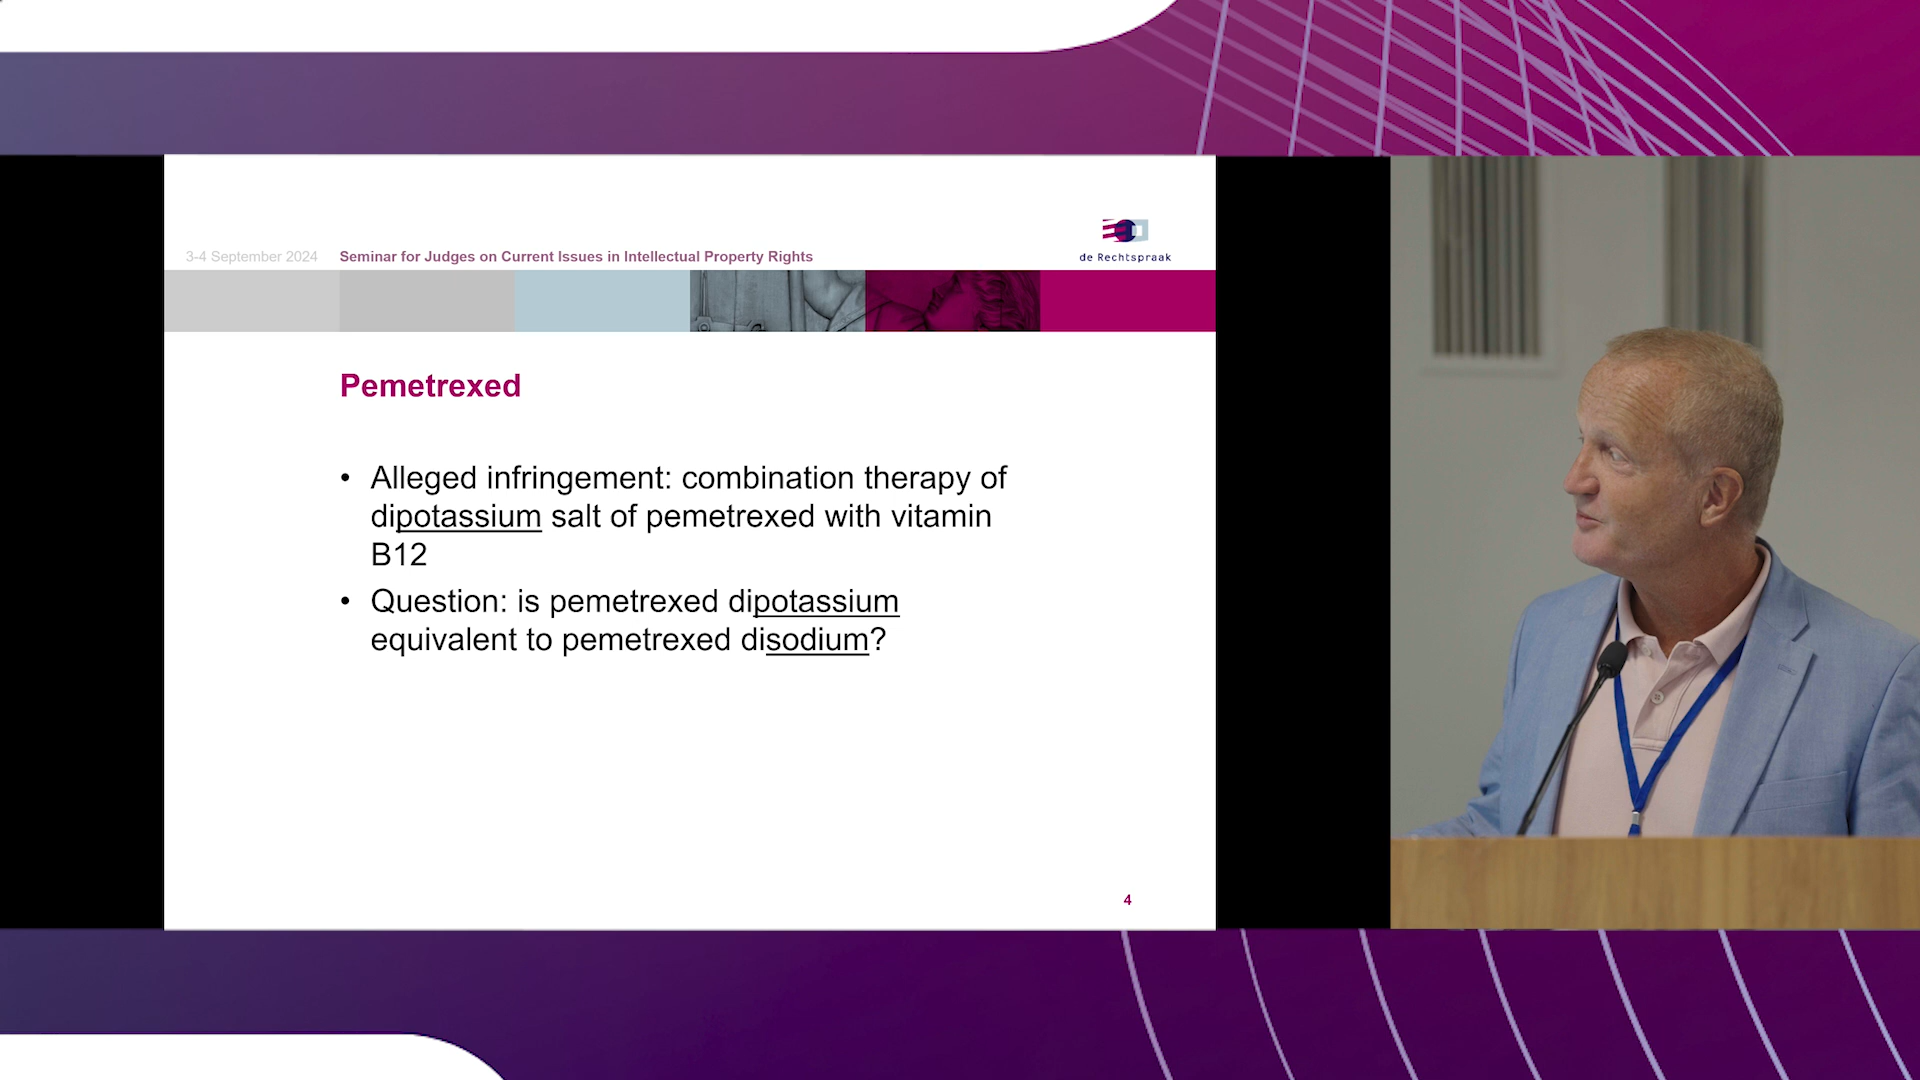 3-4 September 2024 Seminar for Judges on Current Issues in Intellectual Property Rights
de Rechtspraak
Pemetrexed
• Alleged infringement: combination therapy of
dipotassium salt of pemetrexed with vitamin
B12
• Question: is pemetrexed dipotassium
equivalent to pemetrexed disodium?
4